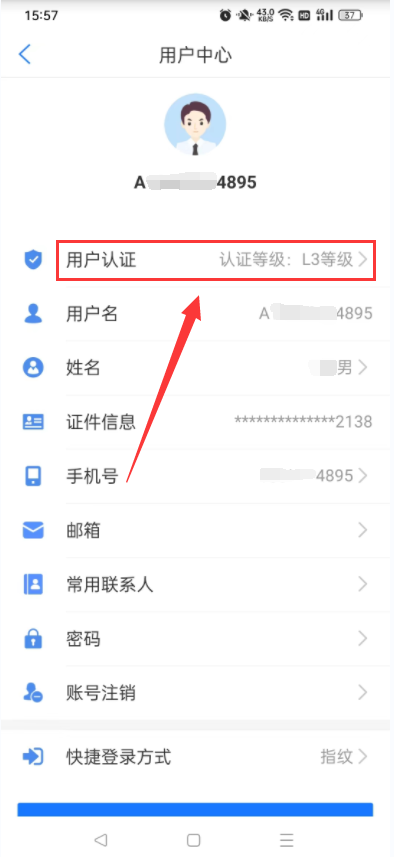 15:57 43.0 KB/S HD 4G 37
用户中心
A 4895
用户认证 认证等级：L3等级
用户名 A 4895
姓名 男
证件信息 **************2138
手机号 4895
邮箱
常用联系人
密码
账号注销
快捷登录方式 指纹